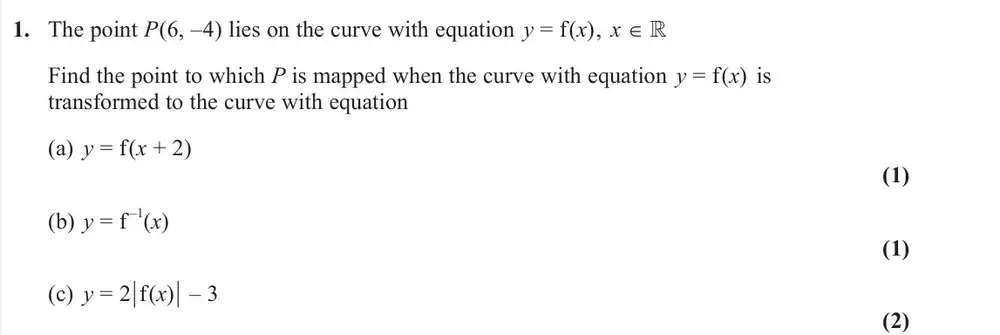 1. The point P(6, –4) lies on the curve with equation y = f(x), x ∈ ℝ
Find the point to which P is mapped when the curve with equation y = f(x) is
transformed to the curve with equation
(a) y = f(x + 2)
(1)
(b) y = f⁻¹(x)
(1)
(c) y = 2|f(x)| – 3
(2)